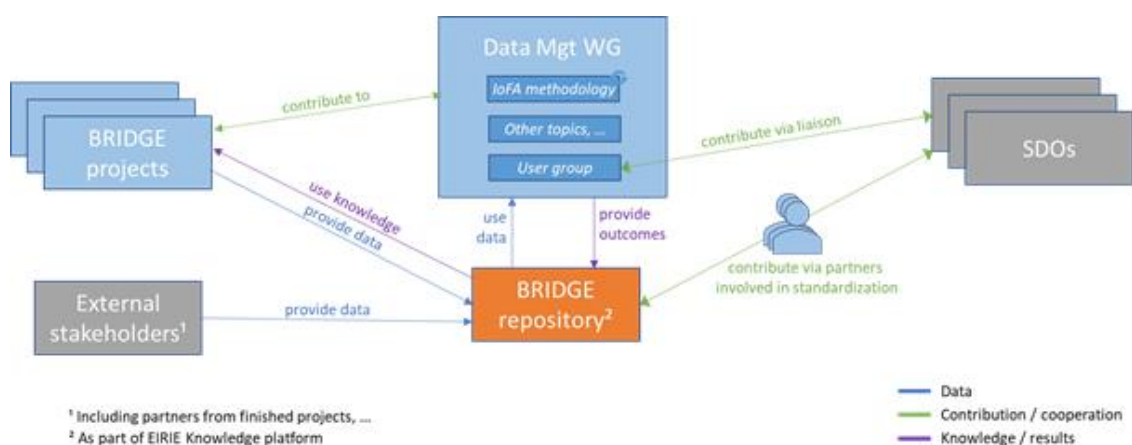 Data Mgt WG
IoFA methodology
Other topics, ...
User group
contribute to
BRIDGE
projects
contribute via liaison
SDOs
use knowledge
provide data
use
data
provide
outcomes
contribute via partners
involved in standardization
External
stakeholders¹
provide data
BRIDGE
repository²
¹ Including partners from finished projects, ...
² As part of EIRIE Knowledge platform
Data
Contribution / cooperation
Knowledge / results